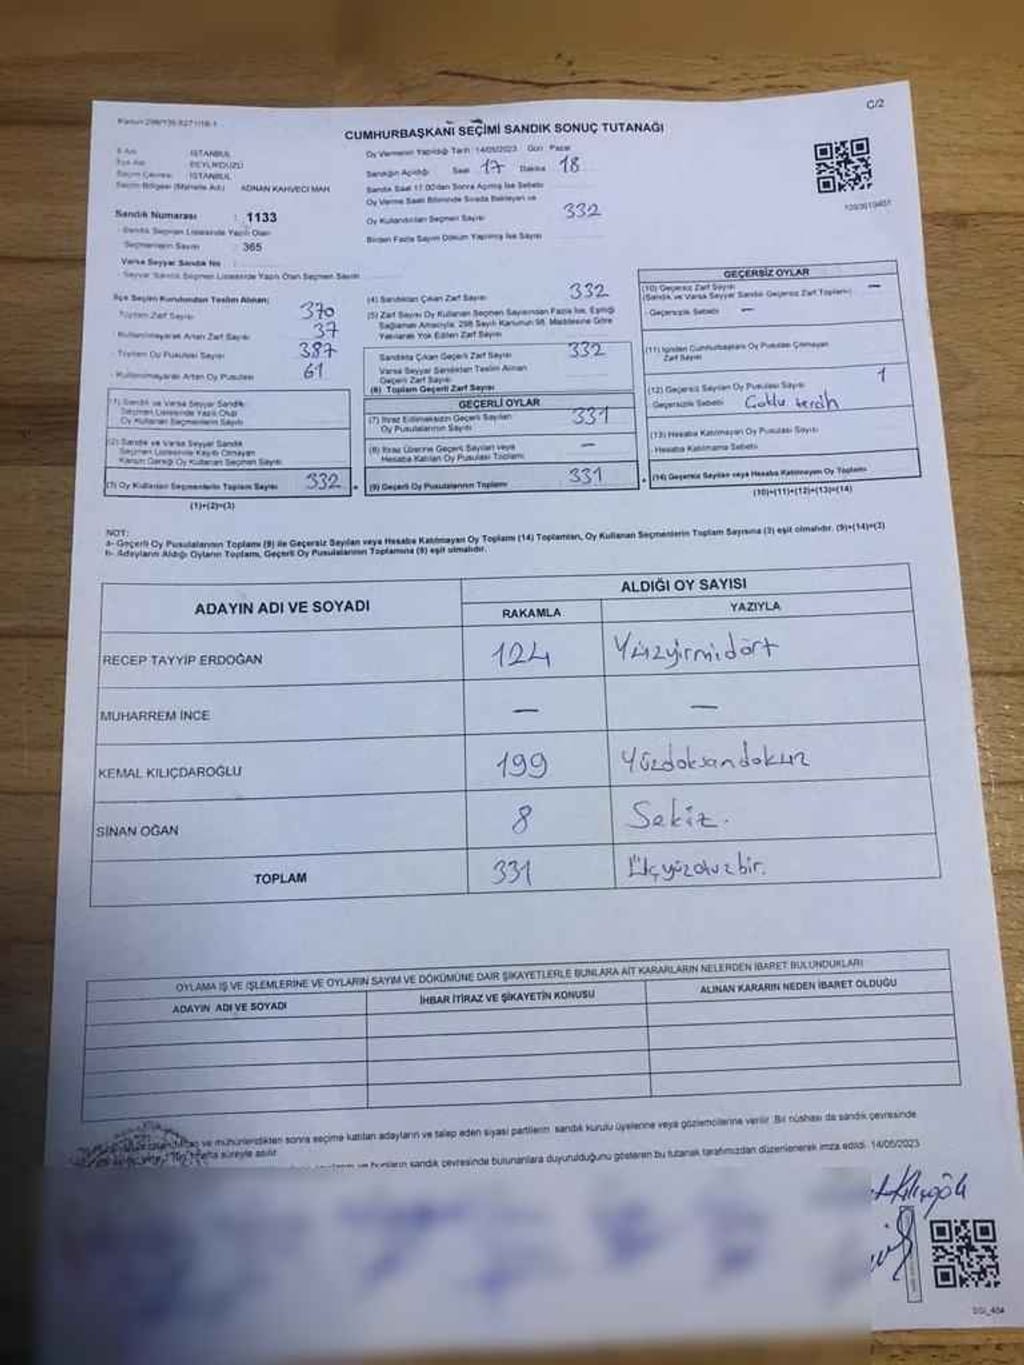 C/2
CUMHURBAŞKANI SEÇİMİ SANDIK SONUÇ TUTANAĞI
İli Adı : İSTANBUL
İlçe Adı : BEYLİKDÜZÜ
Seçim Çevresi : İSTANBUL
Seçim Bölgesi (Mahalle Adı) : ADNAN KAHVECİ MAH.
Sandık Numarası : 1133
Sandık Seçmen Listesinde Yazılı Olan
Seçmenlerin Sayısı : 365
Varsa Seyyar Sandık No :
Seyyar Sandık Seçmen Listesinde Yazılı Olan Seçmen Sayısı
Oy Vermenin Yapıldığı Tarih : 14/05/2023 Gün : Pazar
Sandığın Açıldığı : Saat 17 Dakika 18
Sandık Saat 17.00'dan Sonra Açılmış İse Sebebi :
Oy Verme Saati Bitiminde Sırada Bekleyen ve
Oy Kullandırılan Seçmen Sayısı 332
Birden Fazla Sayım Döküm Yapılmış İse Sayısı
İlçe Seçim Kurulundan Teslim Alınan;
Toplam Zarf Sayısı 370
Kullanılmayarak Artan Zarf Sayısı 37
Toplam Oy Pusulası Sayısı 387
Kullanılmayarak Artan Oy Pusulası 61
(1) Sandık ve Varsa Seyyar Sandık
Seçmen Listesinde Yazılı Olup
Oy Kullanan Seçmenlerin Sayısı
(2) Sandık ve Varsa Seyyar Sandık
Seçmen Listesinde Kayıtlı Olmayan
Kanun Gereği Oy Kullanan Seçmen Sayısı
(3) Oy Kullanan Seçmenlerin Toplam Sayısı 332
(1)+(2)=(3)
(4) Sandıktan Çıkan Zarf Sayısı 332
(5) Zarf Sayısı Oy Kullanan Seçmen Sayısından Fazla İse, Eşitliği
Sağlamak Amacıyla, 298 Sayılı Kanunun 98. Maddesine Göre
Yakılarak Yok Edilen Zarf Sayısı
Sandıkta Çıkan Geçerli Zarf Sayısı 332
Varsa Seyyar Sandıktan Teslim Alınan
Geçerli Zarf Sayısı
(6) Toplam Geçerli Zarf Sayısı
GEÇERLİ OYLAR
(7) İtiraz Edilmeksizin Geçerli Sayılan
Oy Pusulalarının Sayısı 331
(8) İtiraz Üzerine Geçerli Sayılan veya
Hesaba Katılan Oy Pusulası Toplamı —
(9) Geçerli Oy Pusulalarının Toplamı 331
GEÇERSİZ OYLAR
(10) Geçersiz Zarf Sayısı —
(Sandık ve Varsa Seyyar Sandık Geçersiz Zarf Toplamı)
Geçersizlik Sebebi : —
(11) İçinden Cumhurbaşkanı Oy Pusulası Çıkmayan
Zarf Sayısı
(12) Geçersiz Sayılan Oy Pusulası Sayısı 1
Geçersizlik Sebebi : Çoklu tercih
(13) Hesaba Katılmayan Oy Pusulası Sayısı
Hesaba Katılmama Sebebi :
(14) Geçersiz Sayılan veya Hesaba Katılmayan Oy Toplamı
(10)+(11)+(12)+(13)=(14)
NOT:
a- Geçerli Oy Pusulalarının Toplamı (9) ile Geçersiz Sayılan veya Hesaba Katılmayan Oy Toplamı (14) Toplamları, Oy Kullanan Seçmenlerin Toplam Sayısına (3) eşit olmalıdır. (9)+(14)=(3)
b- Adayların Aldığı Oyların Toplamı, Geçerli Oy Pusulalarının Toplamına (9) eşit olmalıdır.
ADAYIN ADI VE SOYADI
ALDIĞI OY SAYISI
RAKAMLA YAZIYLA
RECEP TAYYİP ERDOĞAN 124 Yüzyirmidört
MUHARREM İNCE — —
KEMAL KILIÇDAROĞLU 199 Yüzdoksandokuz
SİNAN OĞAN 8 Sekiz.
TOPLAM 331 Üçyüzotuzbir.
OYLAMA İŞ VE İŞLEMLERİNE VE OYLARIN SAYIM VE DÖKÜMÜNE DAİR ŞİKAYETLERLE BUNLARA AİT KARARLARIN NELERDEN İBARET BULUNDUKLARI
ADAYIN ADI VE SOYADI İHBAR İTİRAZ VE ŞİKAYETİN KONUSU ALINAN KARARIN NEDEN İBARET OLDUĞU
ve mühürlendikten sonra seçime katılan adayların ve talep eden siyasi partilerin sandık kurulu üyelerine veya gözlemcilerine verilir. Bir nüshası da sandık çevresinde
hafta süreyle asılır.
ve bunların sandık çevresinde bulunanlara duyurulduğunu gösteren bu tutanak tarafımızdan düzenlenerek imza edildi. 14/05/2023